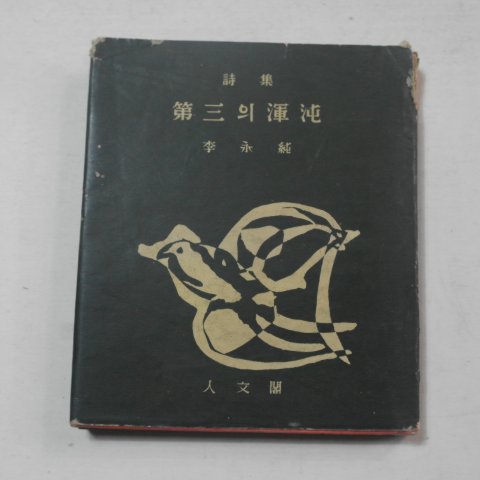 詩集
第三의渾沌
李永純
人文閣